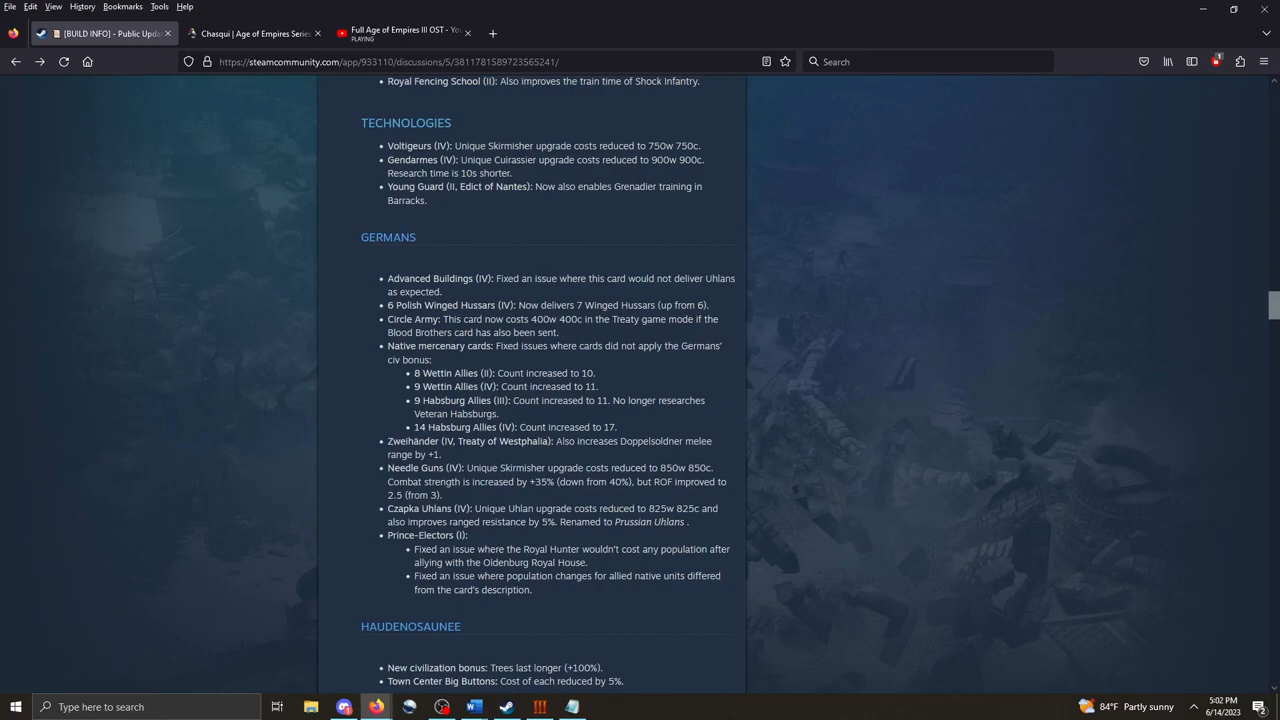 File Edit View History Bookmarks Tools Help
[BUILD INFO] - Public Upda
Chasqui | Age of Empires Series
Full Age of Empires III OST - Yo
PLAYING
https://steamcommunity.com/app/933110/discussions/5/3811781589723565241/
Search
Royal Fencing School (II): Also improves the train time of Shock Infantry.
TECHNOLOGIES
• Voltigeurs (IV): Unique Skirmisher upgrade costs reduced to 750w 750c.
• Gendarmes (IV): Unique Cuirassier upgrade costs reduced to 900w 900c.
Research time is 10s shorter.
• Young Guard (II, Edict of Nantes): Now also enables Grenadier training in
Barracks.
GERMANS
• Advanced Buildings (IV): Fixed an issue where this card would not deliver Uhlans
as expected.
• 6 Polish Winged Hussars (IV): Now delivers 7 Winged Hussars (up from 6).
• Circle Army: This card now costs 400w 400c in the Treaty game mode if the
Blood Brothers card has also been sent.
• Native mercenary cards: Fixed issues where cards did not apply the Germans'
civ bonus:
• 8 Wettin Allies (II): Count increased to 10.
• 9 Wettin Allies (IV): Count increased to 11.
• 9 Habsburg Allies (III): Count increased to 11. No longer researches
Veteran Habsburgs.
• 14 Habsburg Allies (IV): Count increased to 17.
• Zweihänder (IV, Treaty of Westphalia): Also increases Doppelsoldner melee
range by +1.
• Needle Guns (IV): Unique Skirmisher upgrade costs reduced to 850w 850c.
Combat strength is increased by +35% (down from 40%), but ROF improved to
2.5 (from 3).
• Czapka Uhlans (IV): Unique Uhlan upgrade costs reduced to 825w 825c and
also improves ranged resistance by 5%. Renamed to Prussian Uhlans .
• Prince-Electors (I):
• Fixed an issue where the Royal Hunter wouldn't cost any population after
allying with the Oldenburg Royal House.
• Fixed an issue where population changes for allied native units differed
from the card's description.
HAUDENOSAUNEE
• New civilization bonus: Trees last longer (+100%).
• Town Center Big Buttons: Cost of each reduced by 5%.
Type here to search
84°F Partly sunny
5:02 PM
6/14/2023